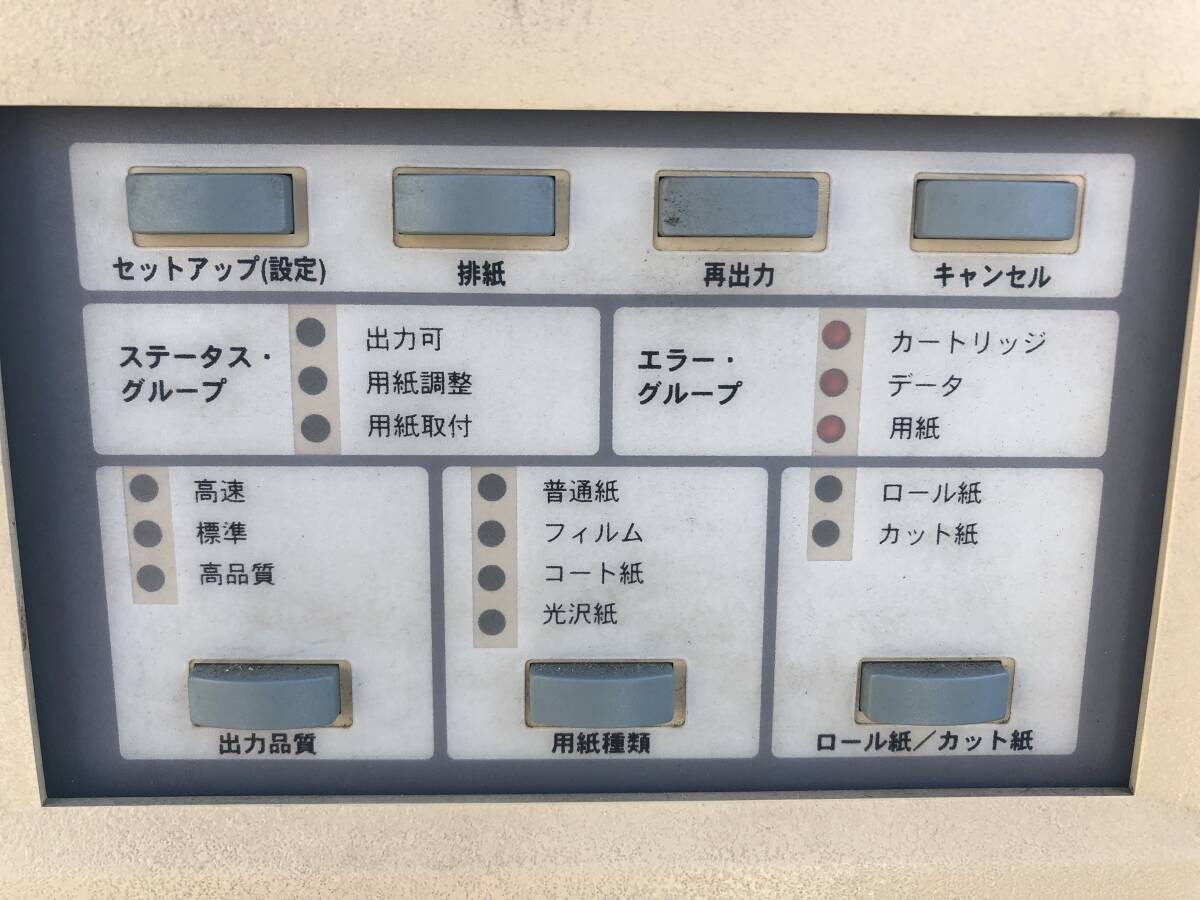 セットアップ(設定)
排紙
再出力
キャンセル
ステータス・
グループ
出力可
用紙調整
用紙取付
エラー・
グループ
カートリッジ
データ
用紙
高速
標準
高品質
出力品質
普通紙
フィルム
コート紙
光沢紙
用紙種類
ロール紙
カット紙
ロール紙／カット紙